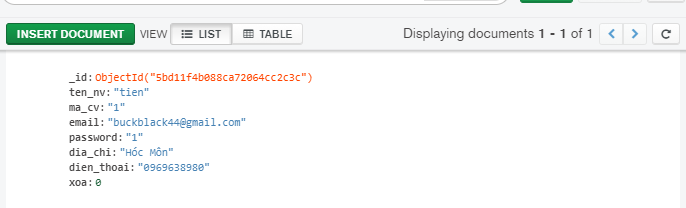 INSERT DOCUMENT VIEW LIST TABLE Displaying documents 1 - 1 of 1
_id: ObjectId("5bd11f4b088ca72064cc2c3c")
ten_nv: "tien"
ma_cv: "1"
email: "buckblack44@gmail.com"
password: "1"
dia_chi: "Hóc Môn"
dien_thoai: "0969638980"
xoa: 0